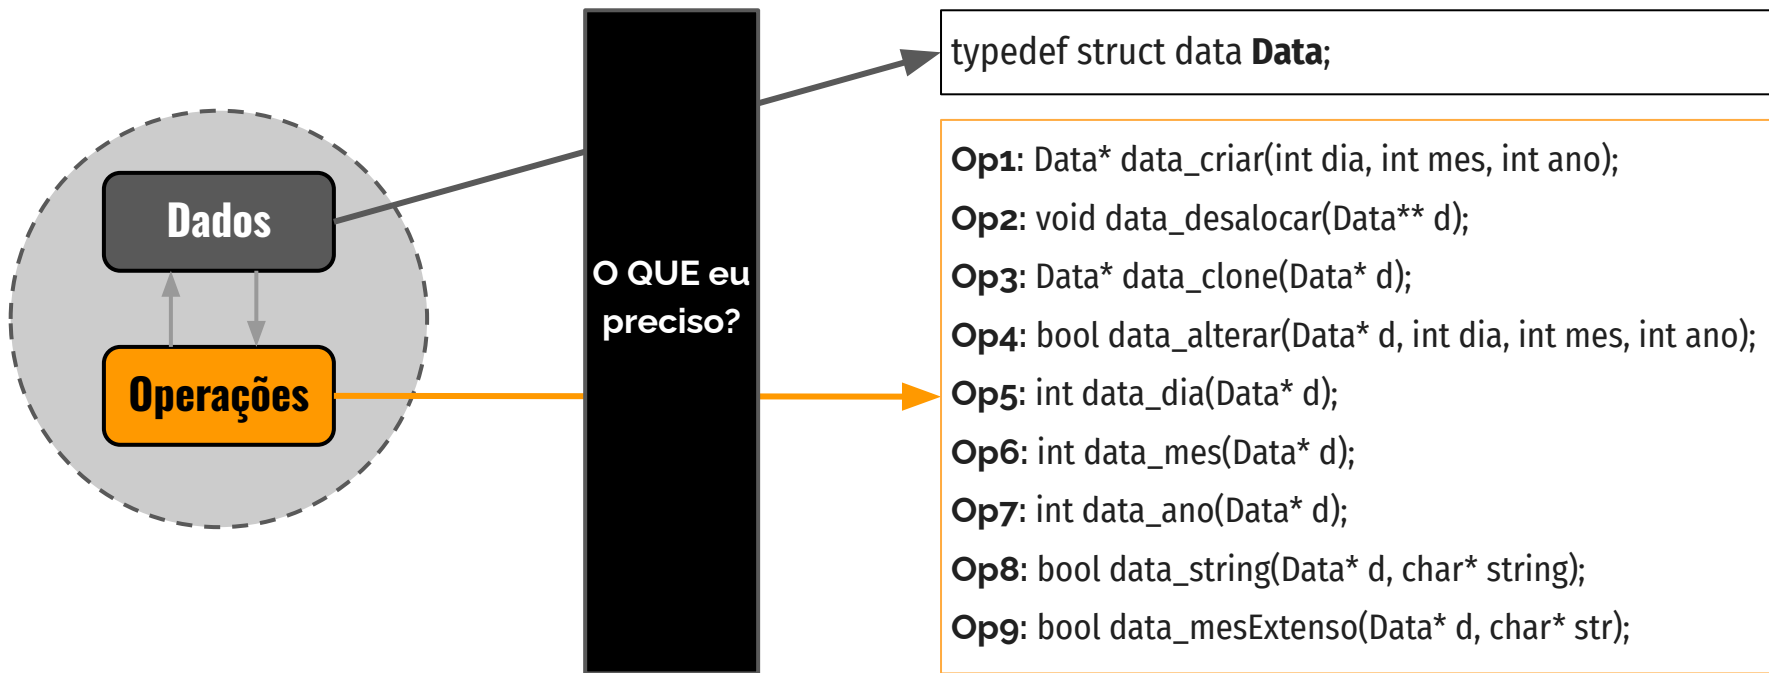 Dados
Operações
O QUE eu
preciso?
typedef struct data Data;
Op1: Data* data_criar(int dia, int mes, int ano);
Op2: void data_desalocar(Data** d);
Op3: Data* data_clone(Data* d);
Op4: bool data_alterar(Data* d, int dia, int mes, int ano);
Op5: int data_dia(Data* d);
Op6: int data_mes(Data* d);
Op7: int data_ano(Data* d);
Op8: bool data_string(Data* d, char* string);
Op9: bool data_mesExtenso(Data* d, char* str);